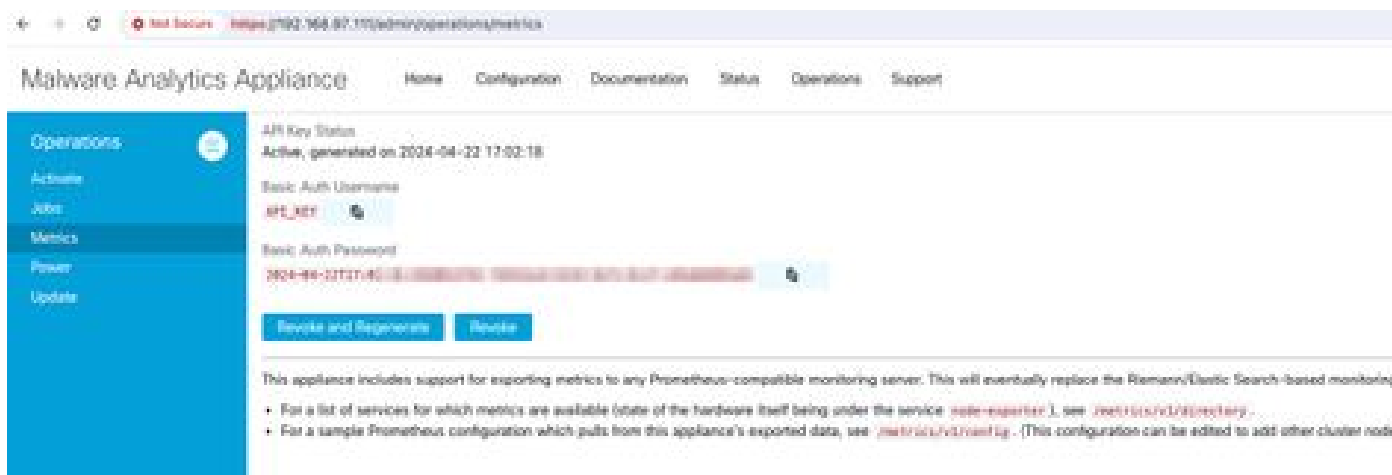 Not Secure https://192.168.97.111/admin/operations/metrics
Malware Analytics Appliance Home Configuration Documentation Status Operations Support
Operations
Activate
Jobs
Metrics
Power
Update
API Key Status
Active, generated on 2024-04-22 17:02:18
Basic Auth Username
API_KEY
Basic Auth Password
2024-04-22T17:0
Revoke and Regenerate Revoke
This appliance includes support for exporting metrics to any Prometheus-compatible monitoring server. This will eventually replace the Riemann/Elastic Search-based monitoring
• For a list of services for which metrics are available (state of the hardware itself being under the service node-exporter), see /metrics/v1/directory.
• For a sample Prometheus configuration which pulls from this appliance's exported data, see /metrics/v1/config. (This configuration can be edited to add other cluster node